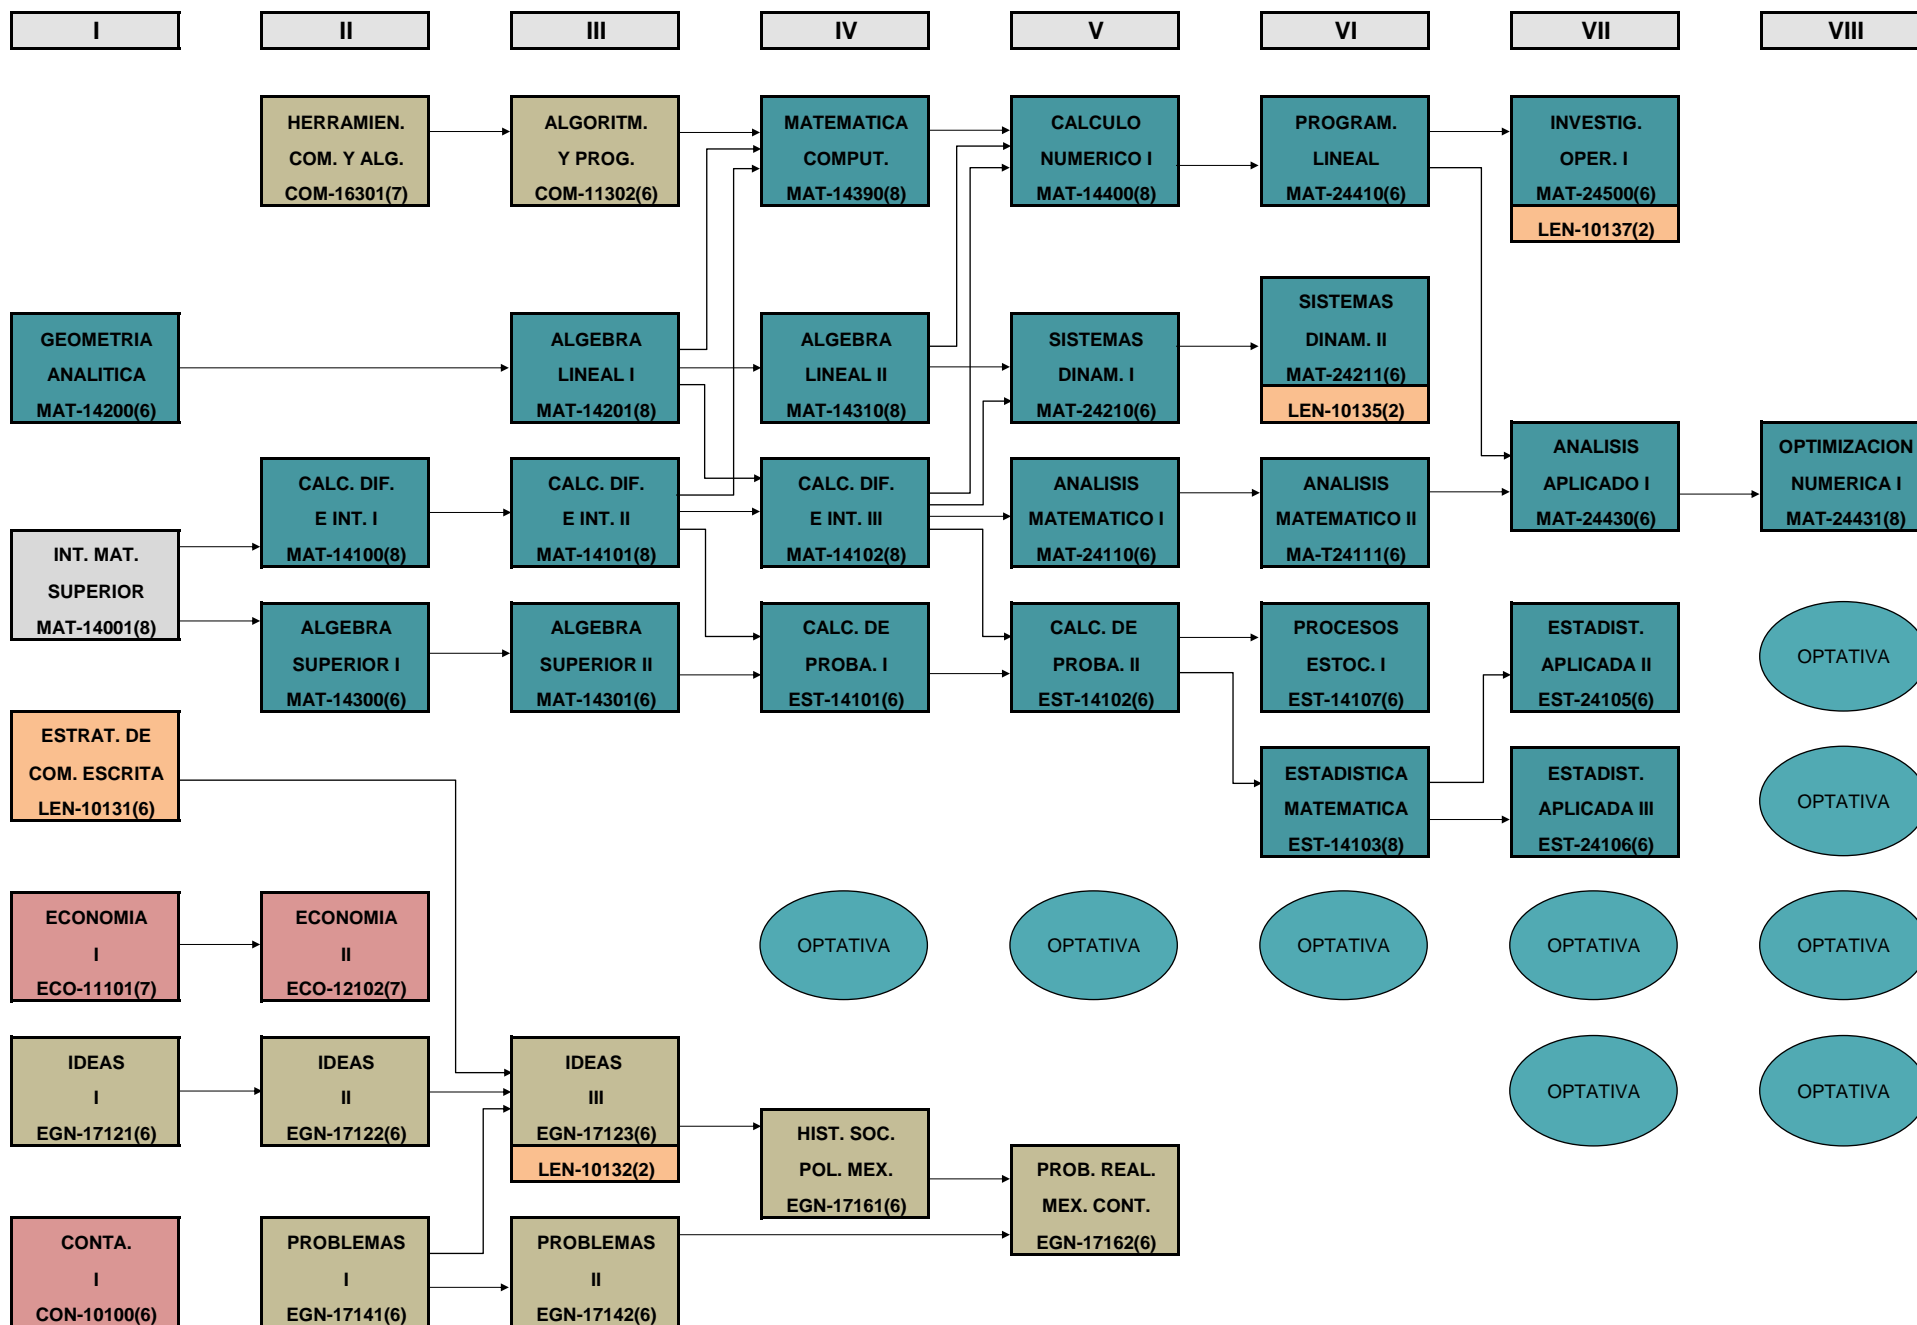 I
II
III
IV
V
VI
VII
VIII
HERRAMIEN.
COM. Y ALG.
COM-16301(7)
ALGORITM.
Y PROG.
COM-11302(6)
MATEMATICA
COMPUT.
MAT-14390(8)
CALCULO
NUMERICO I
MAT-14400(8)
PROGRAM.
LINEAL
MAT-24410(6)
INVESTIG.
OPER. I
MAT-24500(6)
LEN-10137(2)
GEOMETRIA
ANALITICA
MAT-14200(6)
ALGEBRA
LINEAL I
MAT-14201(8)
ALGEBRA
LINEAL II
MAT-14310(8)
SISTEMAS
DINAM. I
MAT-24210(6)
SISTEMAS
DINAM. II
MAT-24211(6)
LEN-10135(2)
INT. MAT.
SUPERIOR
MAT-14001(8)
CALC. DIF.
E INT. I
MAT-14100(8)
CALC. DIF.
E INT. II
MAT-14101(8)
CALC. DIF.
E INT. III
MAT-14102(8)
ANALISIS
MATEMATICO I
MAT-24110(6)
ANALISIS
MATEMATICO II
MA-T24111(6)
ANALISIS
APLICADO I
MAT-24430(6)
OPTIMIZACION
NUMERICA I
MAT-24431(8)
ALGEBRA
SUPERIOR I
MAT-14300(6)
ALGEBRA
SUPERIOR II
MAT-14301(6)
CALC. DE
PROBA. I
EST-14101(6)
CALC. DE
PROBA. II
EST-14102(6)
PROCESOS
ESTOC. I
EST-14107(6)
ESTADIST.
APLICADA II
EST-24105(6)
OPTATIVA
ESTRAT. DE
COM. ESCRITA
LEN-10131(6)
ESTADISTICA
MATEMATICA
EST-14103(8)
ESTADIST.
APLICADA III
EST-24106(6)
OPTATIVA
ECONOMIA
I
ECO-11101(7)
ECONOMIA
II
ECO-12102(7)
OPTATIVA
OPTATIVA
OPTATIVA
OPTATIVA
OPTATIVA
IDEAS
I
EGN-17121(6)
IDEAS
II
EGN-17122(6)
IDEAS
III
EGN-17123(6)
LEN-10132(2)
HIST. SOC.
POL. MEX.
EGN-17161(6)
PROB. REAL.
MEX. CONT.
EGN-17162(6)
OPTATIVA
OPTATIVA
CONTA.
I
CON-10100(6)
PROBLEMAS
I
EGN-17141(6)
PROBLEMAS
II
EGN-17142(6)